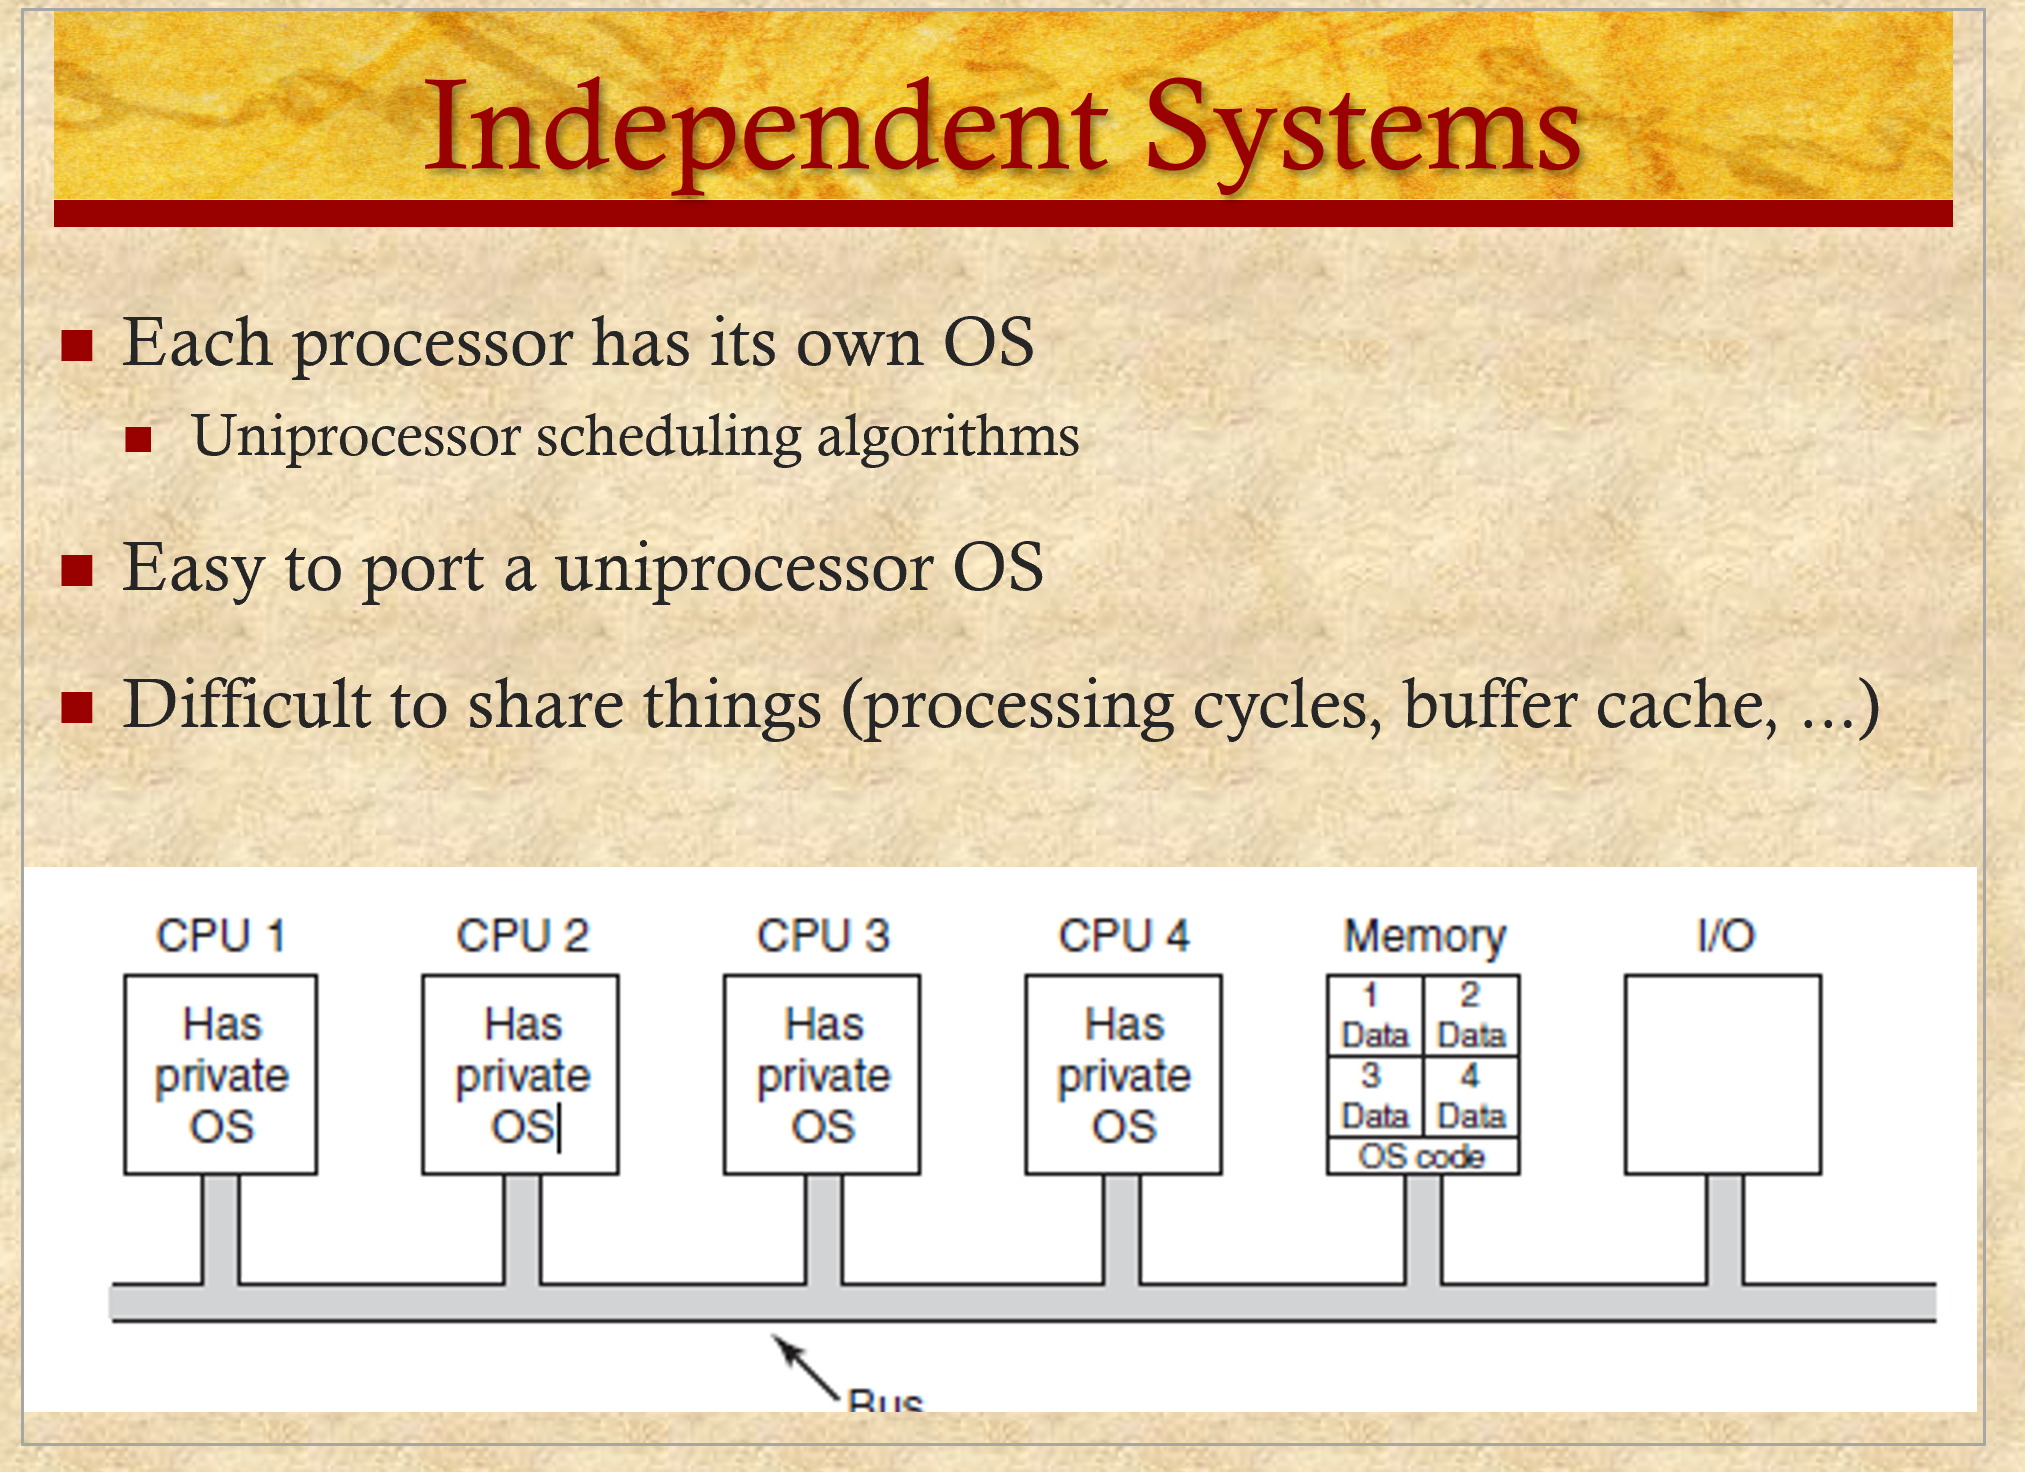 Independent Systems
Each processor has its own OS
Uniprocessor scheduling algorithms
Easy to port a uniprocessor OS
Difficult to share things (processing cycles, buffer cache, ...)
CPU 1
Has
private
OS
CPU 2
Has
private
OS
CPU 3
Has
private
OS
CPU 4
Has
private
OS
Memory
1
Data
2
Data
3
Data
4
Data
OS code
I/O
Bus